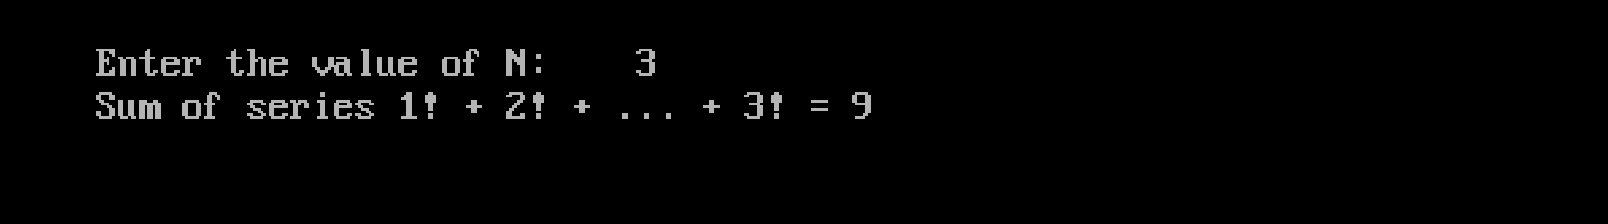 Enter the value of N:    3
Sum of series 1! + 2! + ... + 3! = 9